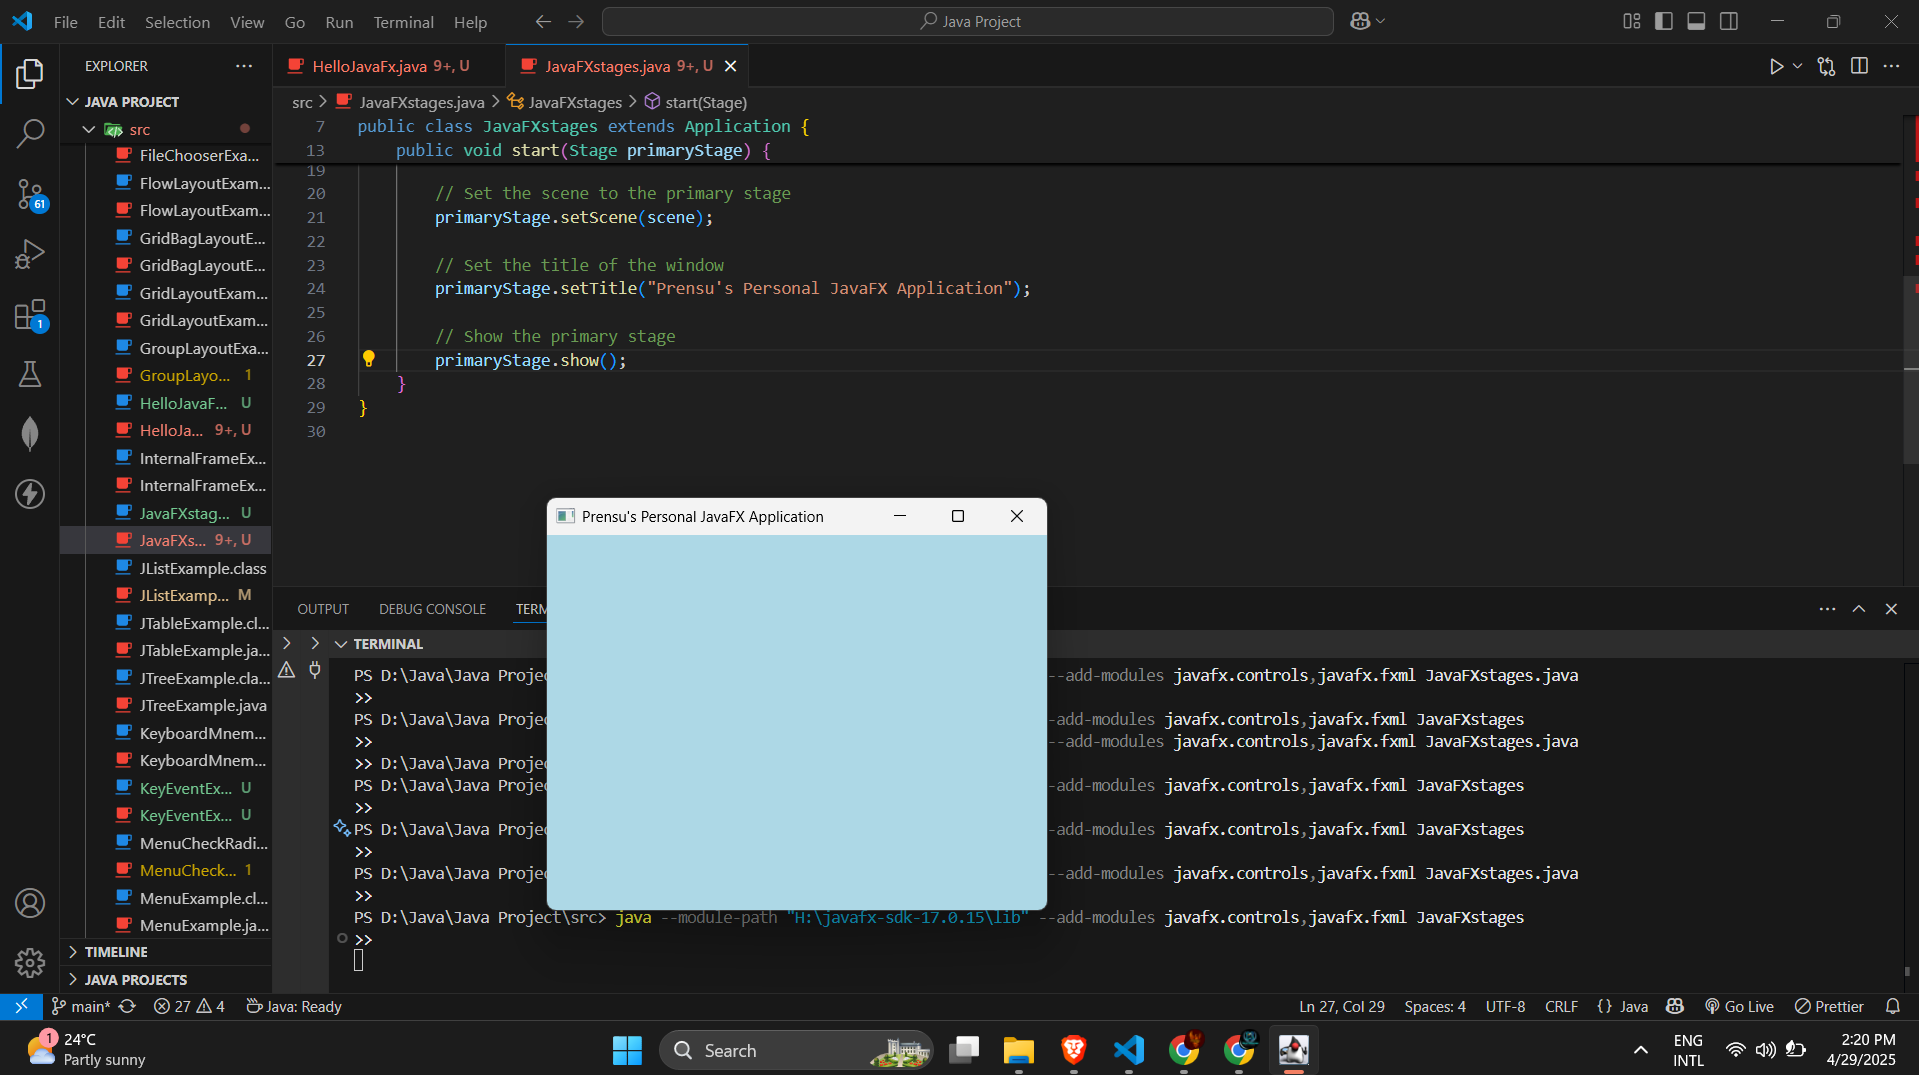 File Edit Selection View Go Run Terminal Help
Java Project
EXPLORER
JAVA PROJECT
src
FileChooserExa...
FlowLayoutExam...
FlowLayoutExam...
GridBagLayoutE...
GridBagLayoutE...
GridLayoutExam...
GridLayoutExam...
GroupLayoutExa...
GroupLayo... 1
HelloJavaF... U
HelloJa... 9+, U
InternalFrameEx...
InternalFrameEx...
JavaFXstag... U
JavaFXs... 9+, U
JListExample.class
JListExamp... M
JTableExample.cl...
JTableExample.ja...
JTreeExample.cla...
JTreeExample.java
KeyboardMnem...
KeyboardMnem...
KeyEventEx... U
KeyEventEx... U
MenuCheckRadi...
MenuCheck... 1
MenuExample.cl...
MenuExample.ja...
TIMELINE
JAVA PROJECTS
61
1
HelloJavaFx.java 9+, U
JavaFXstages.java 9+, U
src > JavaFXstages.java > JavaFXstages > start(Stage)
7 public class JavaFXstages extends Application {
13 public void start(Stage primaryStage) {
19
20 // Set the scene to the primary stage
21 primaryStage.setScene(scene);
22
23 // Set the title of the window
24 primaryStage.setTitle("Prensu's Personal JavaFX Application");
25
26 // Show the primary stage
27 primaryStage.show();
28 }
29 }
30
Prensu's Personal JavaFX Application
OUTPUT DEBUG CONSOLE TERM
TERMINAL
PS D:\Java\Java Projec --add-modules javafx.controls,javafx.fxml JavaFXstages.java
>>
PS D:\Java\Java Projec -add-modules javafx.controls,javafx.fxml JavaFXstages
>> --add-modules javafx.controls,javafx.fxml JavaFXstages.java
>> D:\Java\Java Projec
PS D:\Java\Java Projec -add-modules javafx.controls,javafx.fxml JavaFXstages
>>
PS D:\Java\Java Projec -add-modules javafx.controls,javafx.fxml JavaFXstages
>>
PS D:\Java\Java Projec --add-modules javafx.controls,javafx.fxml JavaFXstages.java
>>
PS D:\Java\Java Project\src> java --module-path "H:\javafx-sdk-17.0.15\lib" --add-modules javafx.controls,javafx.fxml JavaFXstages
>>
main* 27 4 Java: Ready
Ln 27, Col 29 Spaces: 4 UTF-8 CRLF {} Java Go Live Prettier
1
24°C
Partly sunny
Search
ENG
INTL
2:20 PM
4/29/2025